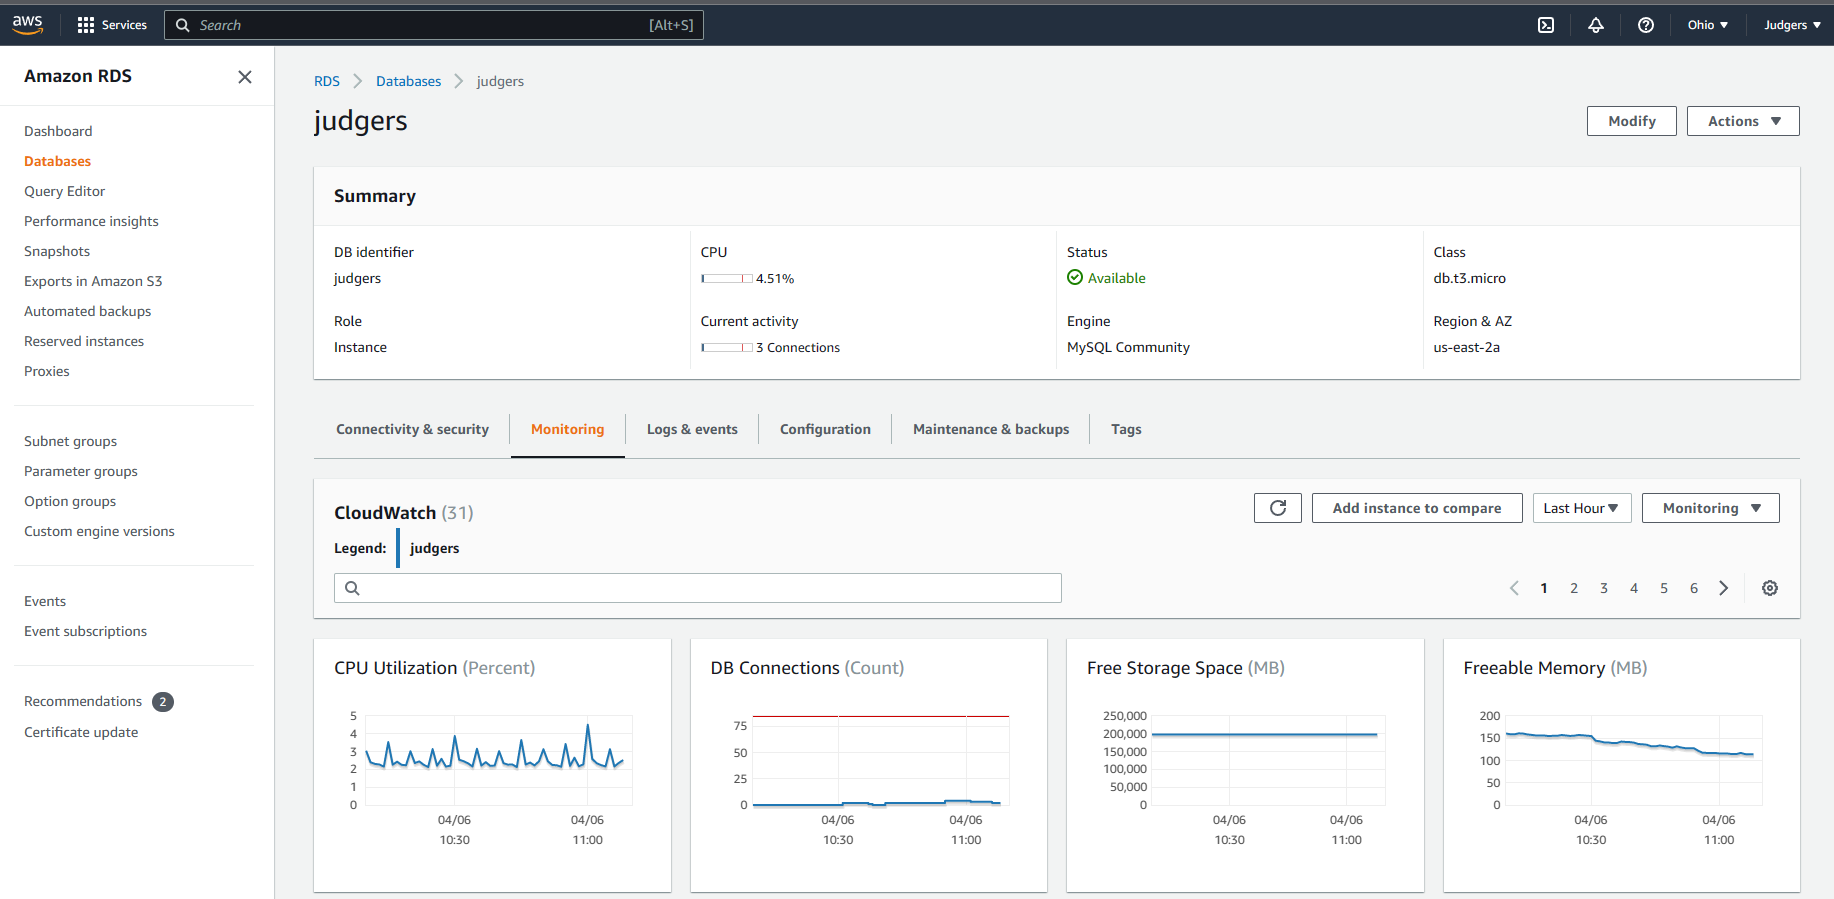 aws
Services
Search
[Alt+S]
Ohio
Judgers
Amazon RDS
Dashboard
Databases
Query Editor
Performance insights
Snapshots
Exports in Amazon S3
Automated backups
Reserved instances
Proxies
Subnet groups
Parameter groups
Option groups
Custom engine versions
Events
Event subscriptions
Recommendations 2
Certificate update
RDS
Databases
judgers
judgers
Modify
Actions
Summary
DB identifier
judgers
CPU
4.51%
Status
Available
Class
db.t3.micro
Role
Instance
Current activity
3 Connections
Engine
MySQL Community
Region & AZ
us-east-2a
Connectivity & security
Monitoring
Logs & events
Configuration
Maintenance & backups
Tags
CloudWatch (31)
Add instance to compare
Last Hour
Monitoring
Legend:
judgers
1 2 3 4 5 6
CPU Utilization (Percent)
5
4
3
2
1
0
04/06
10:30
04/06
11:00
DB Connections (Count)
75
50
25
0
04/06
10:30
04/06
11:00
Free Storage Space (MB)
250,000
200,000
150,000
100,000
50,000
0
04/06
10:30
04/06
11:00
Freeable Memory (MB)
200
150
100
50
0
04/06
10:30
04/06
11:00